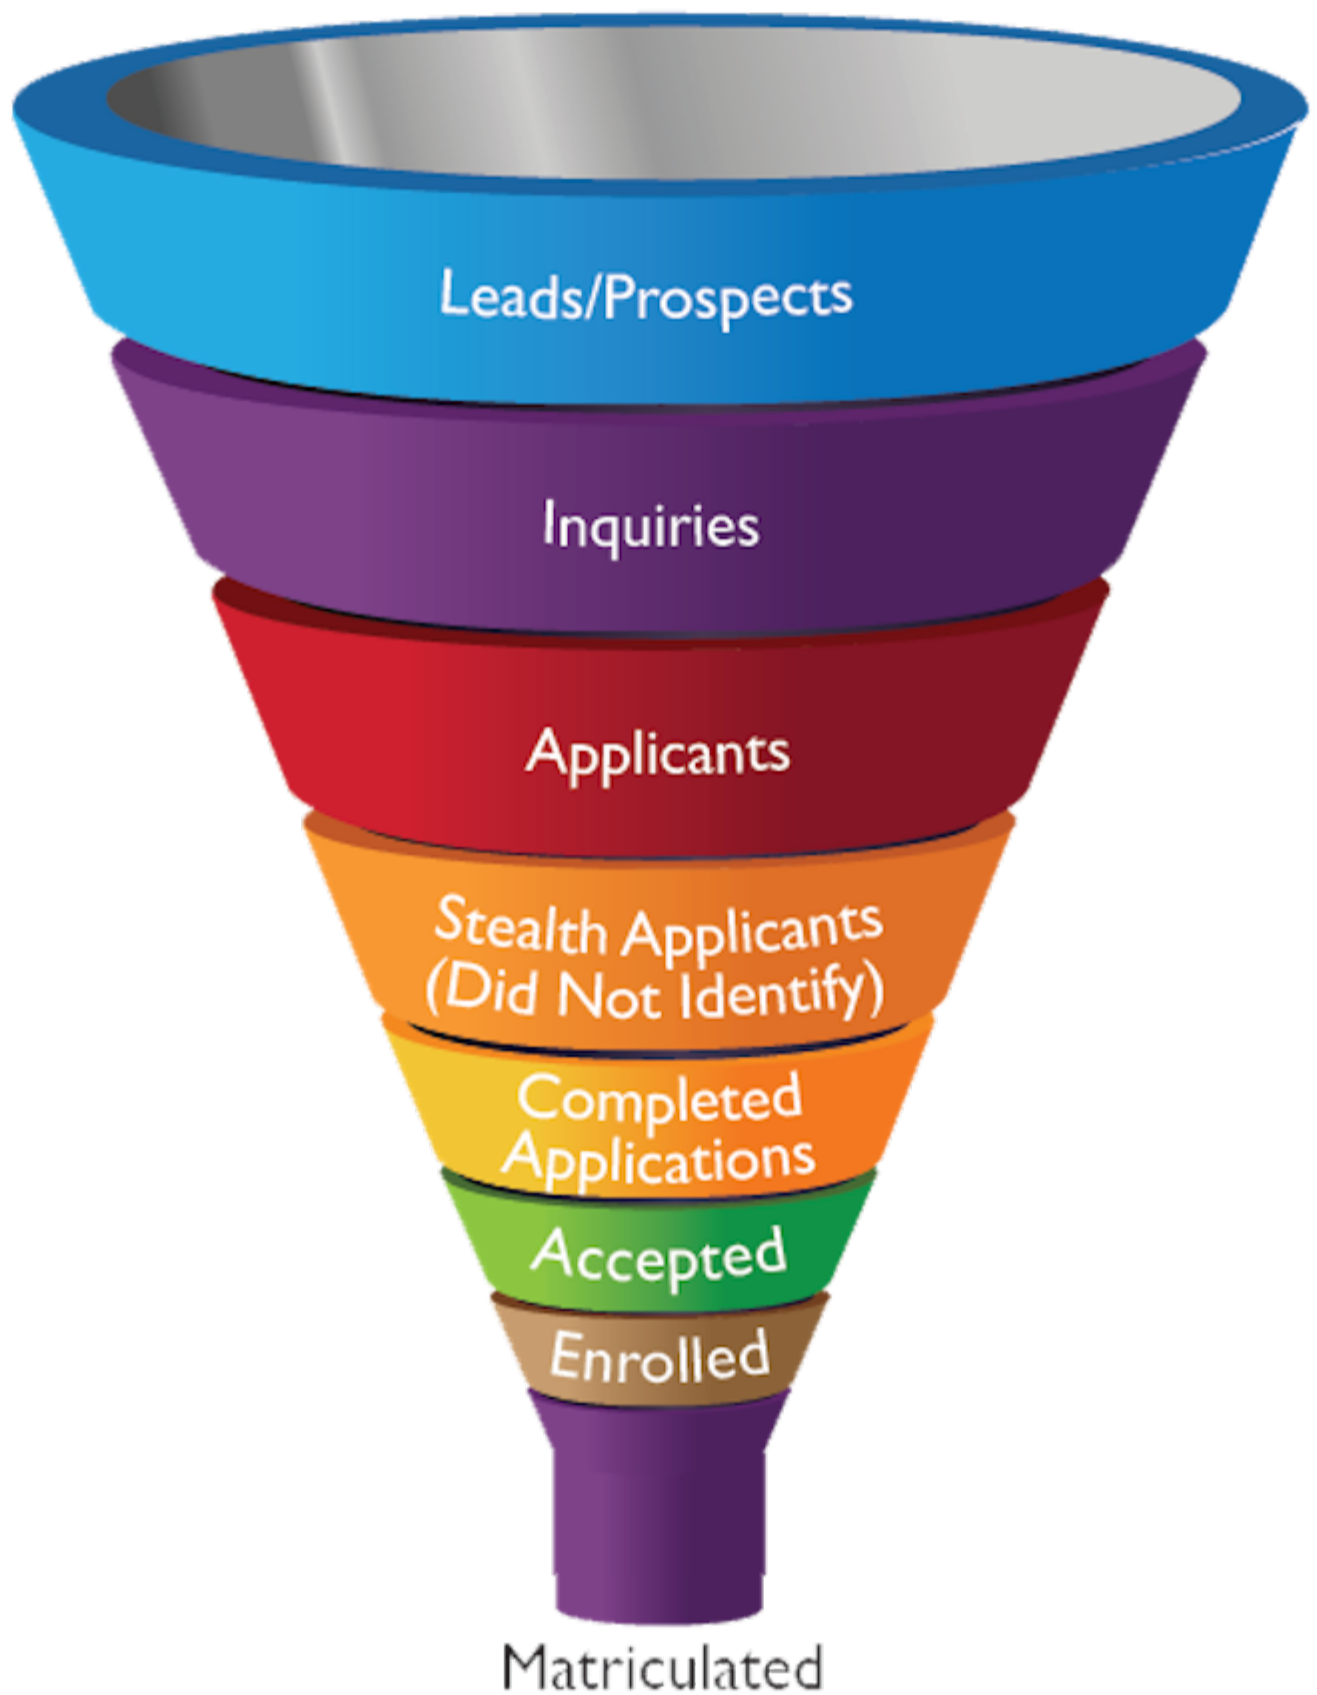 Leads/Prospects
Inquiries
Applicants
Stealth Applicants
(Did Not Identify)
Completed
Applications
Accepted
Enrolled
Matriculated